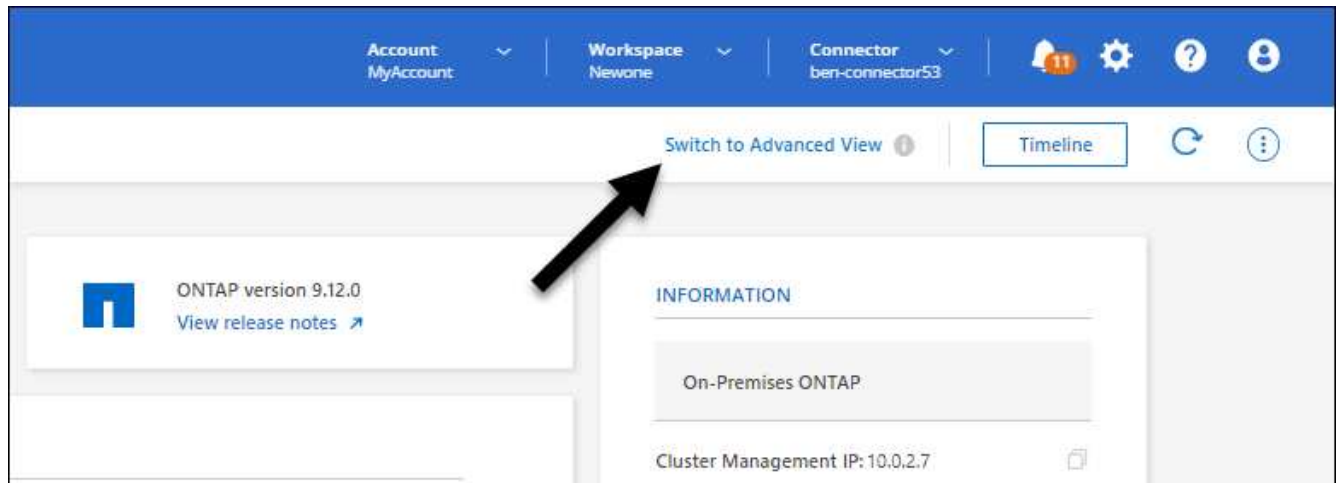 Account
MyAccount
Workspace
Newone
Connector
ben-connector53
11
Switch to Advanced View
Timeline
ONTAP version 9.12.0
View release notes
INFORMATION
On-Premises ONTAP
Cluster Management IP: 10.0.2.7